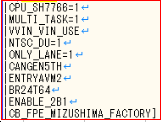 |CPU_SH7766=1↵
|MULTI_TASK=1↵
|VVIN_VIN_USE↵
|NTSC_DU=1↵
|ONLY_LANE=1↵
|CANGEN5TH↵
|ENTRYAVM2↵
|BR24T64↵
|ENABLE_2B1↵
|CB_FPE_MIZUSHIMA_FACTORY]